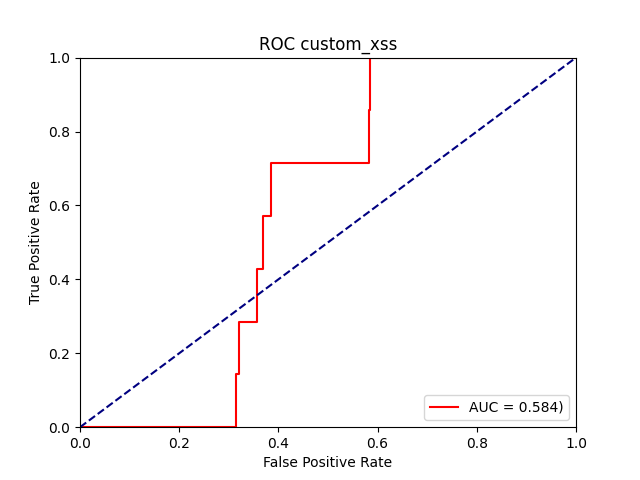 ROC custom_xss
True Positive Rate
1.0
0.8
0.6
0.4
0.2
0.0
AUC = 0.584)
0.0 0.2 0.4 0.6 0.8 1.0
False Positive Rate